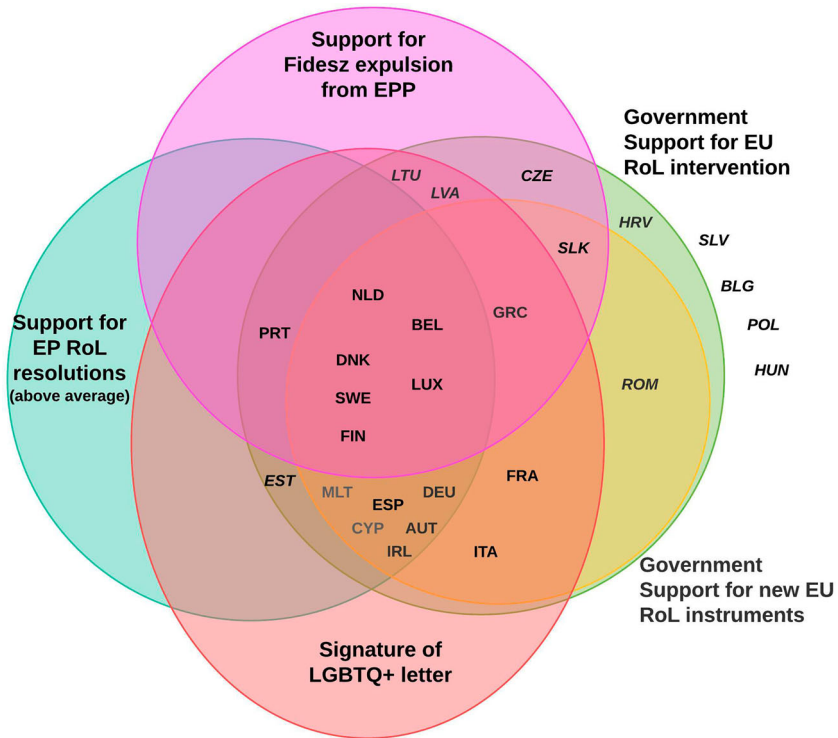 Support for
Fidesz expulsion
from EPP
Government
Support for EU
RoL intervention
LTU
LVA
CZE
HRV
SLV
SLK
BLG
NLD
GRC
BEL
POL
Support for
EP RoL
resolutions
(above average)
PRT
DNK
HUN
LUX
ROM
SWE
FIN
EST
FRA
MLT
DEU
ESP
CYP
AUT
IRL
ITA
Government
Support for new EU
RoL instruments
Signature of
LGBTQ+ letter